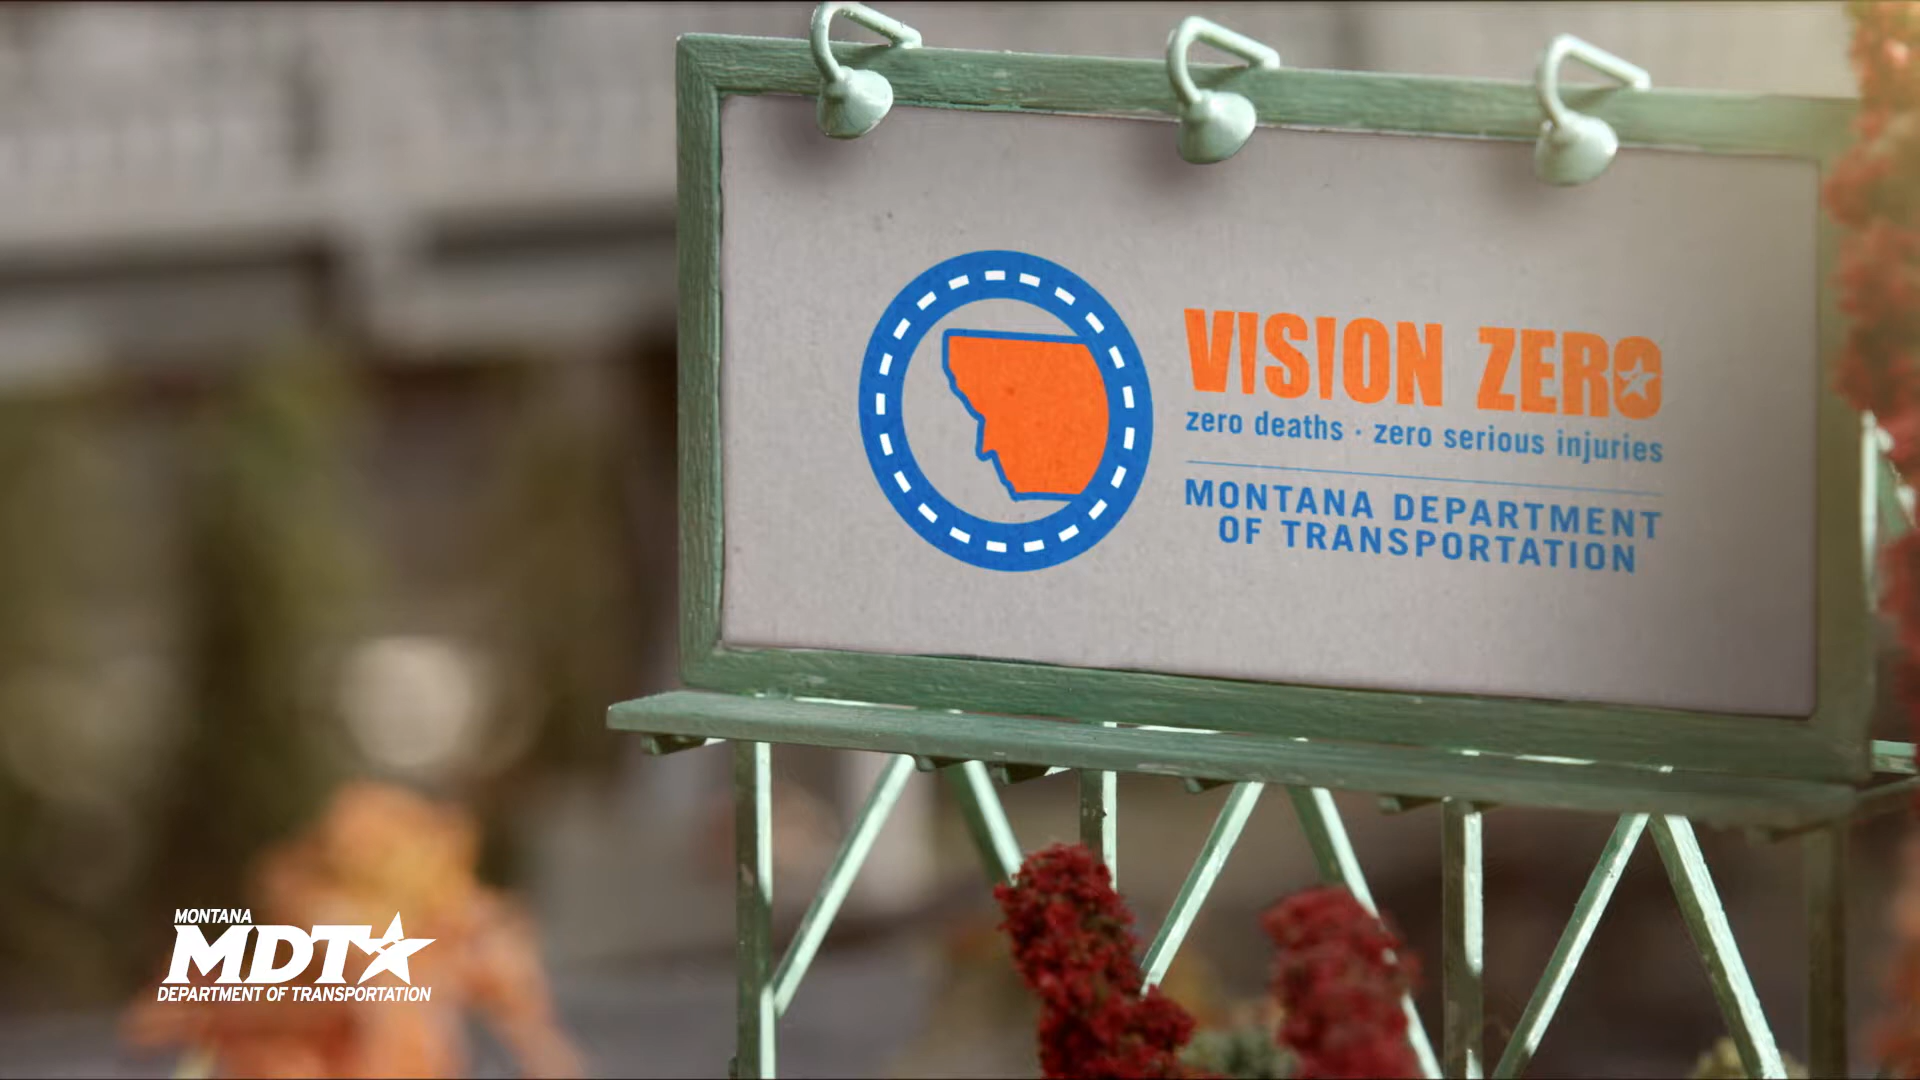 VISION ZERO
zero deaths · zero serious injuries
MONTANA DEPARTMENT
OF TRANSPORTATION
MONTANA
MDT
DEPARTMENT OF TRANSPORTATION